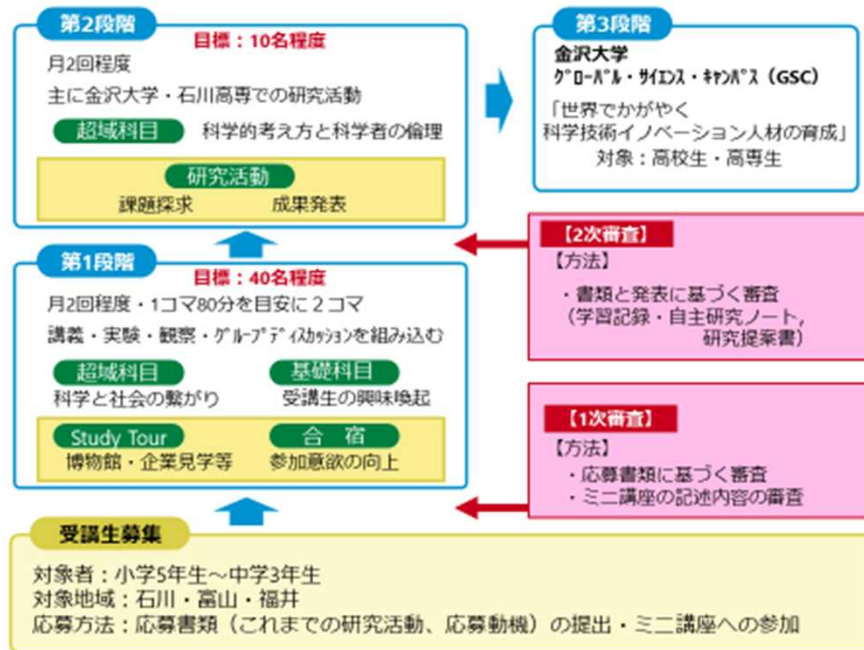 第2段階
目標：10名程度
月2回程度
主に金沢大学・石川高専での研究活動
超域科目 科学的考え方と科学者の倫理
研究活動
課題探求 成果発表
第3段階
金沢大学
ｸﾞﾛｰﾊﾞﾙ・ｻｲｴﾝｽ・ｷｬﾝﾊﾟｽ（GSC）
「世界でかがやく
科学技術イノベーション人材の育成」
対象：高校生・高専生
【2次審査】
【方法】
・書類と発表に基づく審査
（学習記録・自主研究ノート,
研究提案書）
第1段階
目標：40名程度
月2回程度・1コマ80分を目安に２コマ
講義・実験・観察・ｸﾞﾙｰﾌﾟﾃﾞｨｽｶｯｼｮﾝを組み込む
超域科目 基礎科目
科学と社会の繋がり 受講生の興味喚起
Study Tour 合宿
博物館・企業見学等 参加意欲の向上
【1次審査】
【方法】
・応募書類に基づく審査
・ミニ講座の記述内容の審査
受講生募集
対象者：小学5年生～中学3年生
対象地域：石川・富山・福井
応募方法：応募書類（これまでの研究活動、応募動機）の提出・ミニ講座への参加